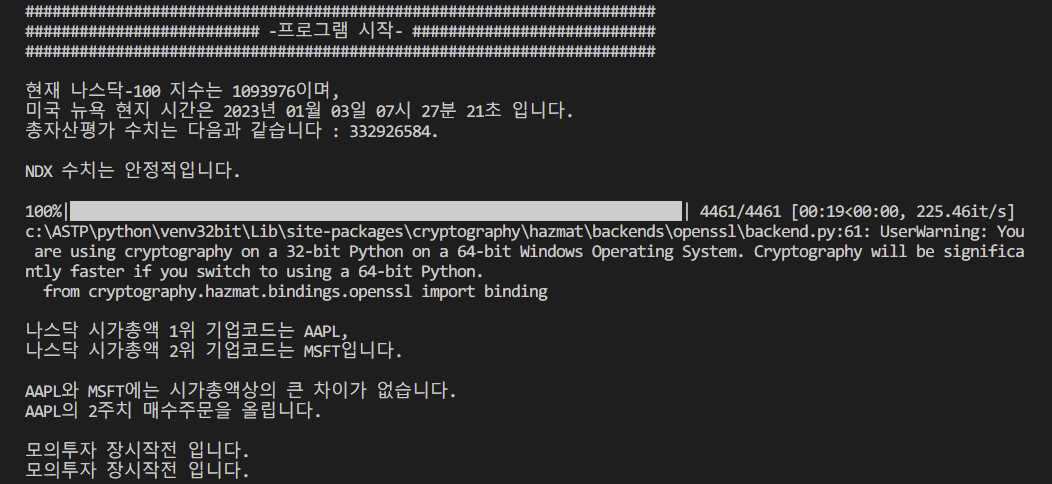 ######################################################################
########################## -프로그램 시작- ###########################
######################################################################
현재 나스닥-100 지수는 1093976이며,
미국 뉴욕 현지 시간은 2023년 01월 03일 07시 27분 21초 입니다.
총자산평가 수치는 다음과 같습니다 : 332926584.
NDX 수치는 안정적입니다.
100%|| 4461/4461 [00:19<00:00, 225.46it/s]
c:\ASTP\python\venv32bit\Lib\site-packages\cryptography\hazmat\backends\openssl\backend.py:61: UserWarning: You
are using cryptography on a 32-bit Python on a 64-bit Windows Operating System. Cryptography will be significa
ntly faster if you switch to using a 64-bit Python.
from cryptography.hazmat.bindings.openssl import binding
나스닥 시가총액 1위 기업코드는 AAPL,
나스닥 시가총액 2위 기업코드는 MSFT입니다.
AAPL와 MSFT에는 시가총액상의 큰 차이가 없습니다.
AAPL의 2주치 매수주문을 올립니다.
모의투자 장시작전 입니다.
모의투자 장시작전 입니다.